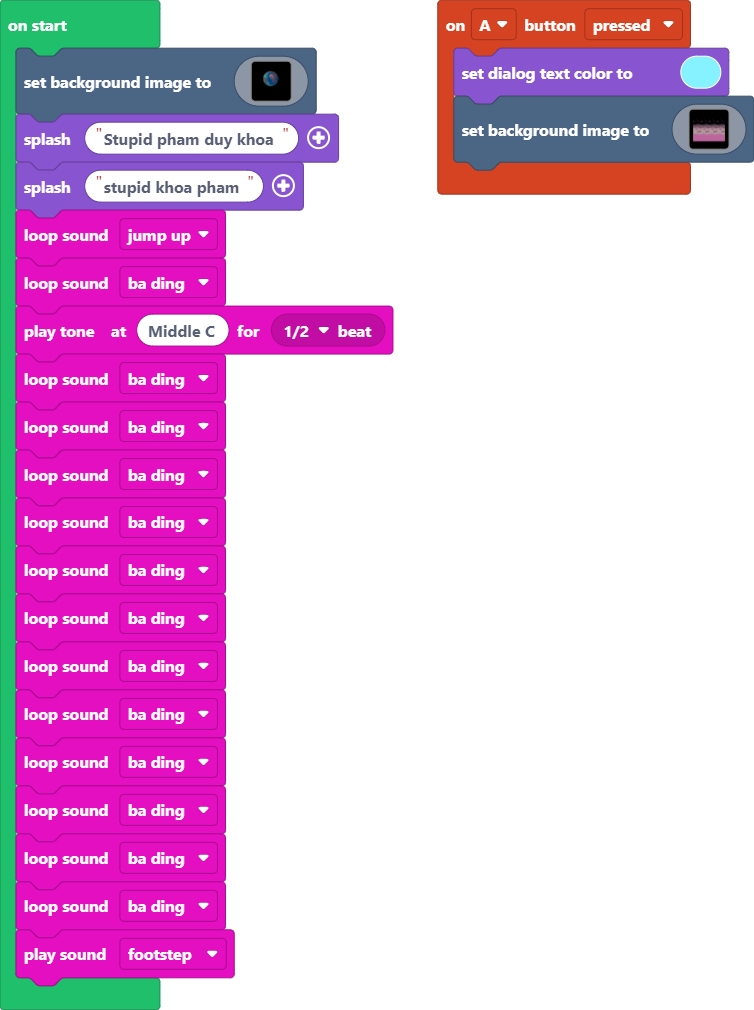 on start
set background image to
splash "Stupid pham duy khoa "
splash "stupid khoa pham "
loop sound jump up
loop sound ba ding
play tone at Middle C for 1/2 beat
loop sound ba ding
loop sound ba ding
loop sound ba ding
loop sound ba ding
loop sound ba ding
loop sound ba ding
loop sound ba ding
loop sound ba ding
loop sound ba ding
loop sound ba ding
loop sound ba ding
loop sound ba ding
play sound footstep
on A button pressed
set dialog text color to
set background image to